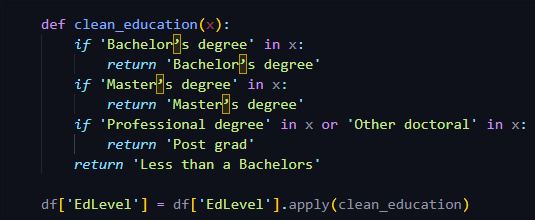 def clean_education(x):
    if 'Bachelor’s degree' in x:
        return 'Bachelor’s degree'
    if 'Master’s degree' in x:
        return 'Master’s degree'
    if 'Professional degree' in x or 'Other doctoral' in x:
        return 'Post grad'
    return 'Less than a Bachelors'
df['EdLevel'] = df['EdLevel'].apply(clean_education)